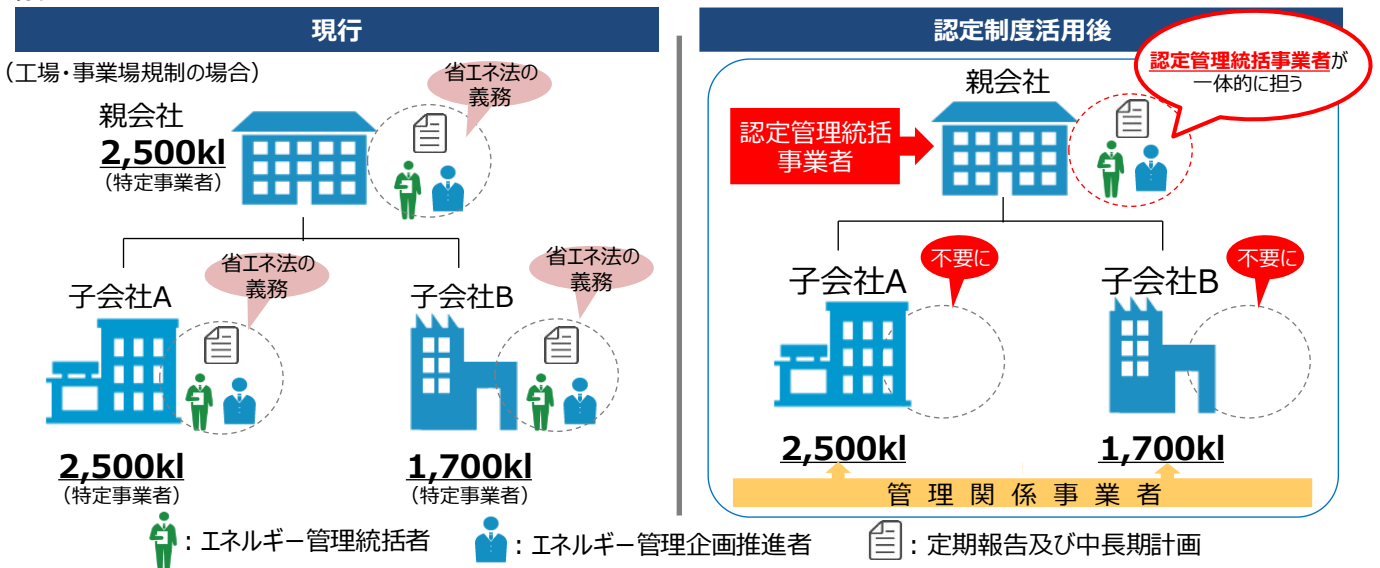 現行
(工場・事業場規制の場合)
省エネ法の
義務
親会社
2,500kl
(特定事業者)
省エネ法の
義務
子会社A
2,500kl
(特定事業者)
省エネ法の
義務
子会社B
1,700kl
(特定事業者)
認定制度活用後
認定管理統括事業者が
一体的に担う
親会社
認定管理統括
事業者
不要に
子会社A
2,500kl
不要に
子会社B
1,700kl
管理関係事業者
:エネルギー管理統括者
:エネルギー管理企画推進者
:定期報告及び中長期計画